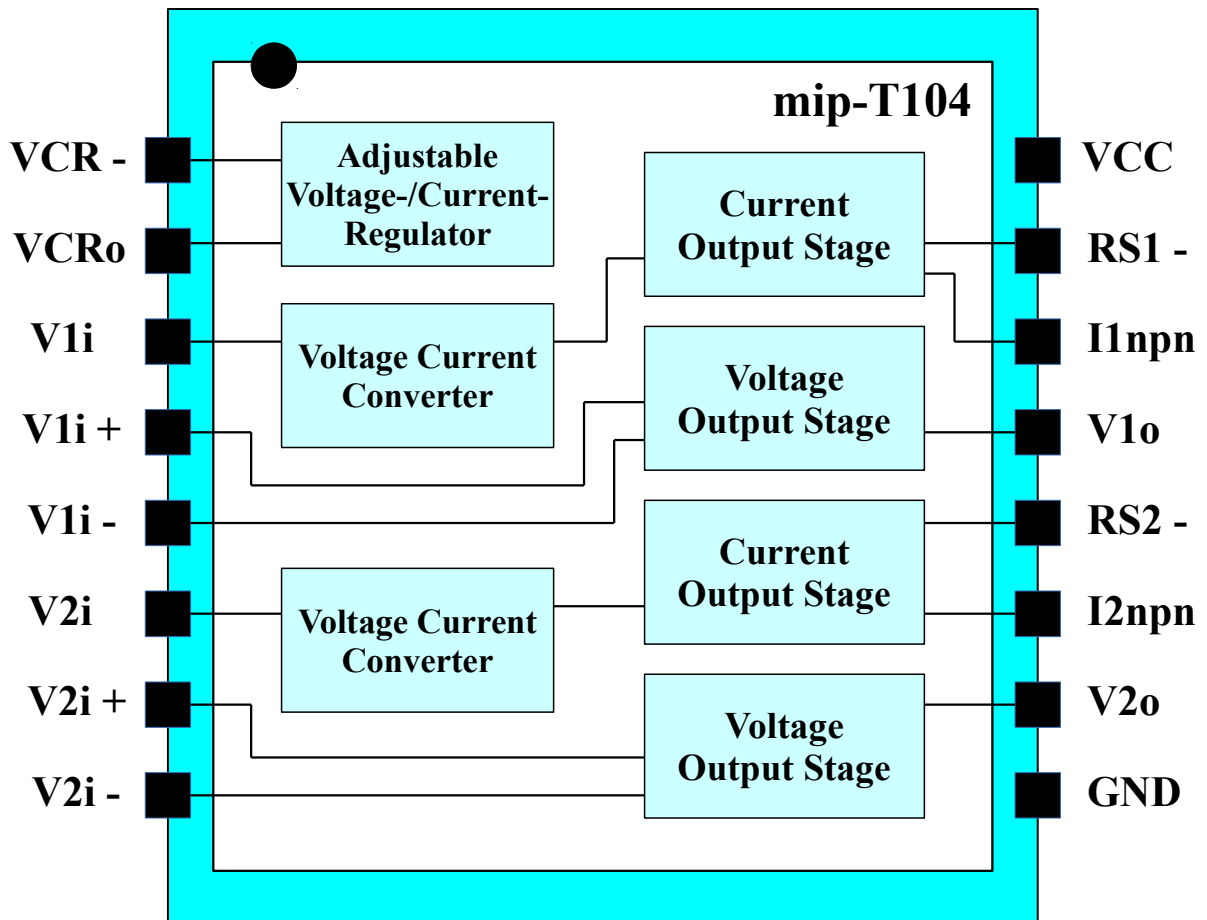 mip-T104
VCR -
VCRo
V1i
V1i +
V1i -
V2i
V2i +
V2i -
Adjustable
Voltage-/Current-
Regulator
Voltage Current
Converter
Voltage Current
Converter
Current
Output Stage
Voltage
Output Stage
Current
Output Stage
Voltage
Output Stage
VCC
RS1 -
I1npn
V1o
RS2 -
I2npn
V2o
GND